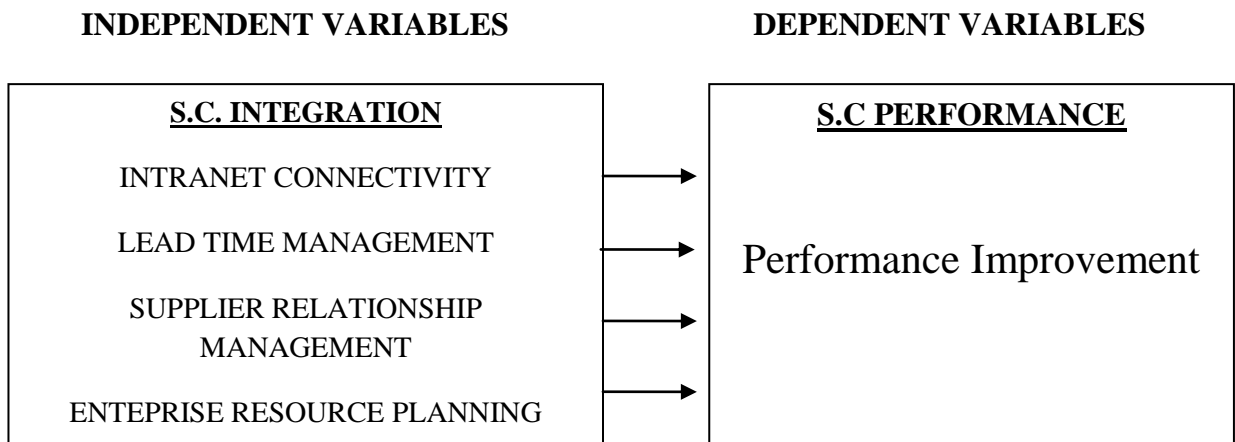 INDEPENDENT VARIABLES
DEPENDENT VARIABLES
S.C. INTEGRATION
INTRANET CONNECTIVITY
LEAD TIME MANAGEMENT
SUPPLIER RELATIONSHIP
MANAGEMENT
ENTEPRISE RESOURCE PLANNING
S.C PERFORMANCE
Performance Improvement